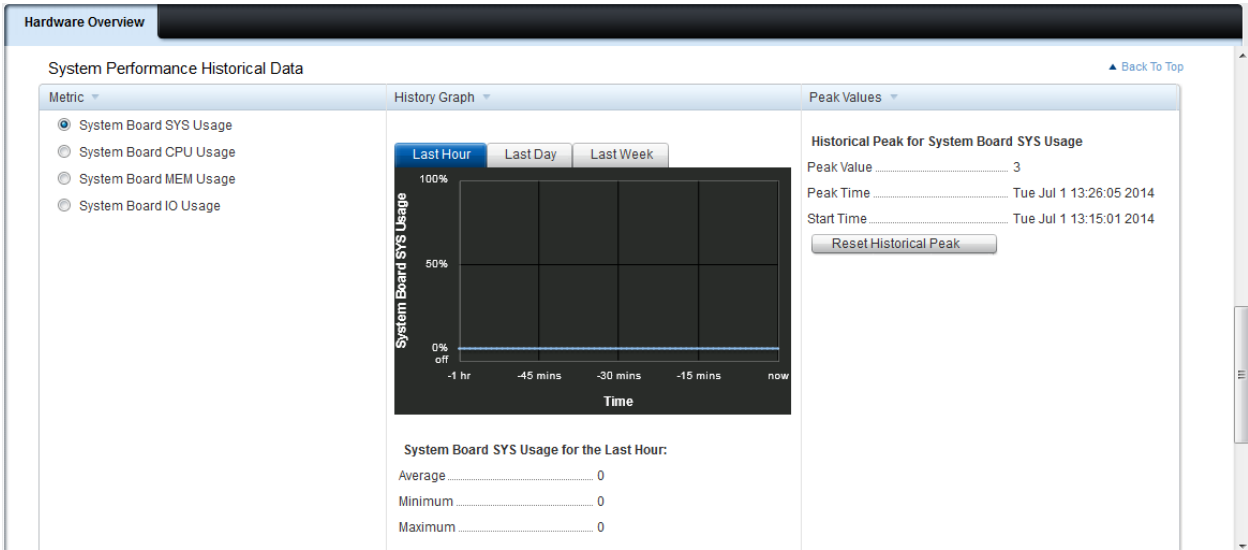 Hardware Overview
System Performance Historical Data
Back To Top
Metric
History Graph
Peak Values
System Board SYS Usage
System Board CPU Usage
System Board MEM Usage
System Board IO Usage
Last Hour
Last Day
Last Week
100%
50%
0%
off
System Board SYS Usage
-1 hr
-45 mins
-30 mins
-15 mins
now
Time
System Board SYS Usage for the Last Hour:
Average 0
Minimum 0
Maximum 0
Historical Peak for System Board SYS Usage
Peak Value 3
Peak Time Tue Jul 1 13:26:05 2014
Start Time Tue Jul 1 13:15:01 2014
Reset Historical Peak